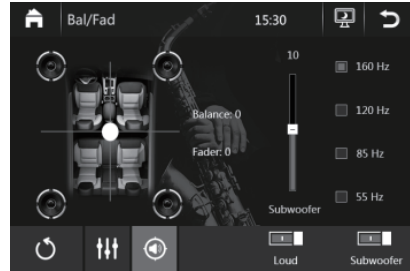 Bal/Fad 15:30
10
160 Hz
120 Hz
Balance: 0
Fader: 0
85 Hz
55 Hz
Subwoofer
Loud Subwoofer